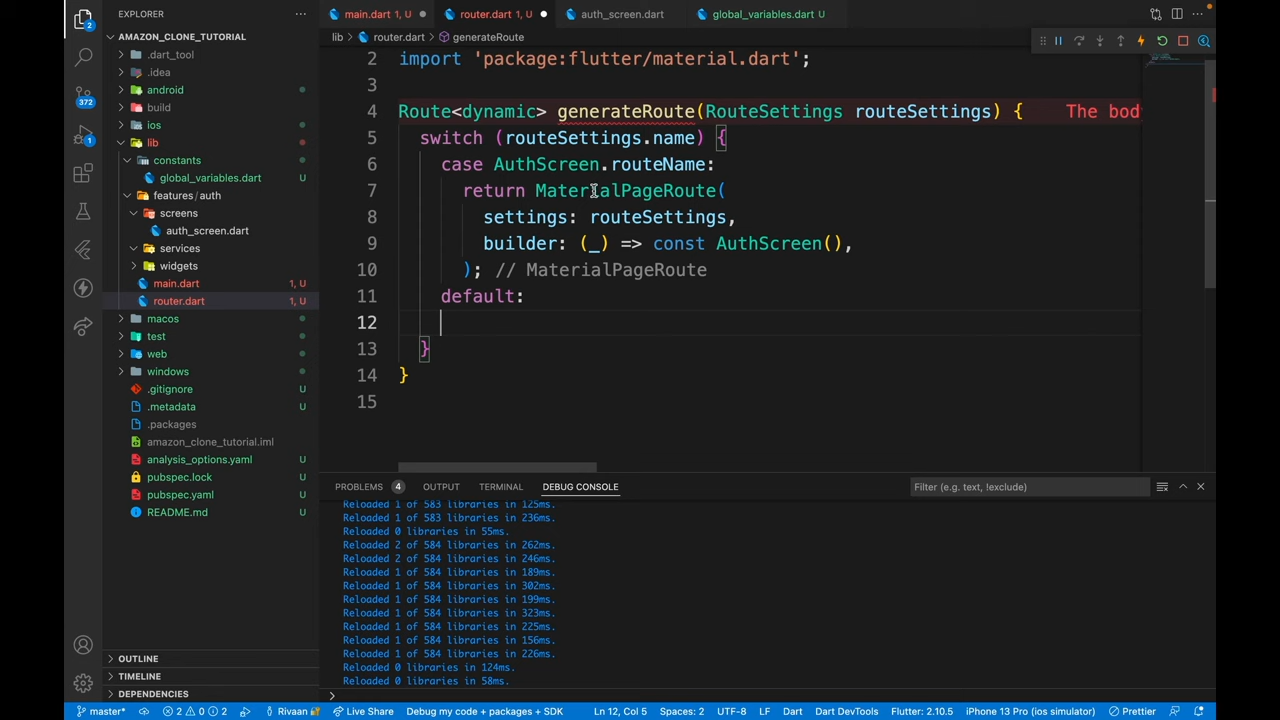 EXPLORER
main.dart 1, U
router.dart 1, U
auth_screen.dart
global_variables.dart U
lib > router.dart > generateRoute
AMAZON_CLONE_TUTORIAL
.dart_tool
.idea
android
build
ios
lib
constants
global_variables.dart U
features / auth
screens
auth_screen.dart
services
widgets
main.dart 1, U
router.dart 1, U
macos
test
web
windows
.gitignore U
.metadata U
.packages
amazon_clone_tutorial.iml
analysis_options.yaml U
pubspec.lock U
pubspec.yaml U
README.md U
OUTLINE
TIMELINE
DEPENDENCIES
2
372
1
2 import 'package:flutter/material.dart';
3
4 Route<dynamic> generateRoute(RouteSettings routeSettings) { The bod
5 switch (routeSettings.name) {
6 case AuthScreen.routeName:
7 return MaterialPageRoute(
8 settings: routeSettings,
9 builder: (_) => const AuthScreen(),
10 ); // MaterialPageRoute
11 default:
12
13 }
14 }
15
PROBLEMS 4 OUTPUT TERMINAL DEBUG CONSOLE Filter (e.g. text, !exclude)
Reloaded 1 of 583 libraries in 125ms.
Reloaded 1 of 583 libraries in 236ms.
Reloaded 0 libraries in 55ms.
Reloaded 2 of 584 libraries in 262ms.
Reloaded 2 of 584 libraries in 246ms.
Reloaded 1 of 584 libraries in 189ms.
Reloaded 1 of 584 libraries in 302ms.
Reloaded 1 of 584 libraries in 199ms.
Reloaded 1 of 584 libraries in 323ms.
Reloaded 1 of 584 libraries in 225ms.
Reloaded 1 of 584 libraries in 156ms.
Reloaded 1 of 584 libraries in 226ms.
Reloaded 0 libraries in 124ms.
Reloaded 0 libraries in 58ms.
>
master* 2 0 2 Rivaan Live Share Debug my code + packages + SDK Ln 12, Col 5 Spaces: 2 UTF-8 LF Dart Dart DevTools Flutter: 2.10.5 iPhone 13 Pro (ios simulator) Prettier